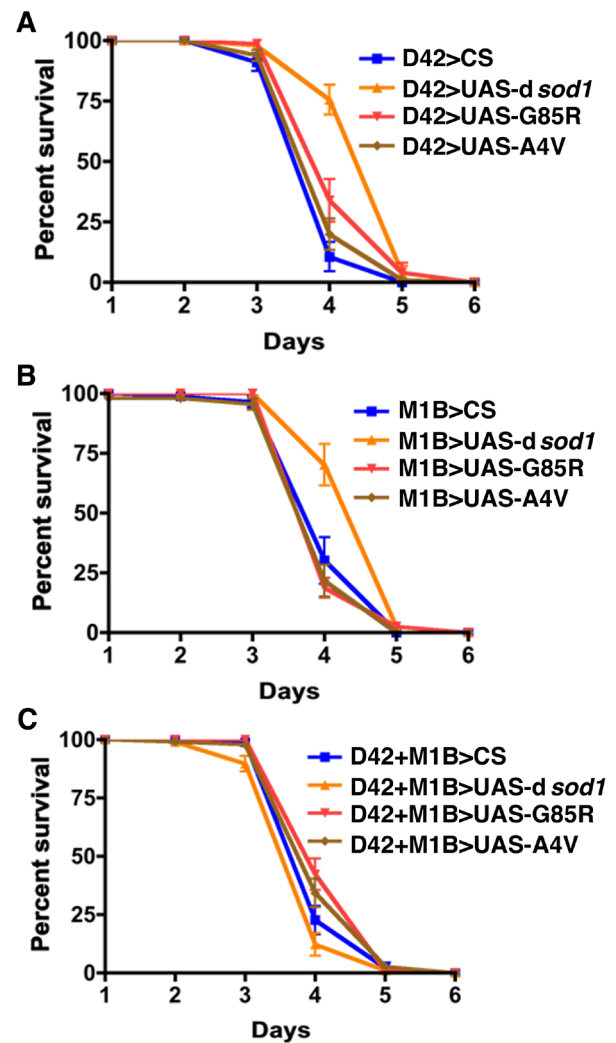 A
Percent survival
100
75
50
25
0
1 2 3 4 5 6
Days
D42>CS
D42>UAS-dsod1
D42>UAS-G85R
D42>UAS-A4V
B
Percent survival
100
75
50
25
0
1 2 3 4 5 6
Days
M1B>CS
M1B>UAS-dsod1
M1B>UAS-G85R
M1B>UAS-A4V
C
Percent survival
100
75
50
25
0
1 2 3 4 5 6
Days
D42+M1B>CS
D42+M1B>UAS-dsod1
D42+M1B>UAS-G85R
D42+M1B>UAS-A4V